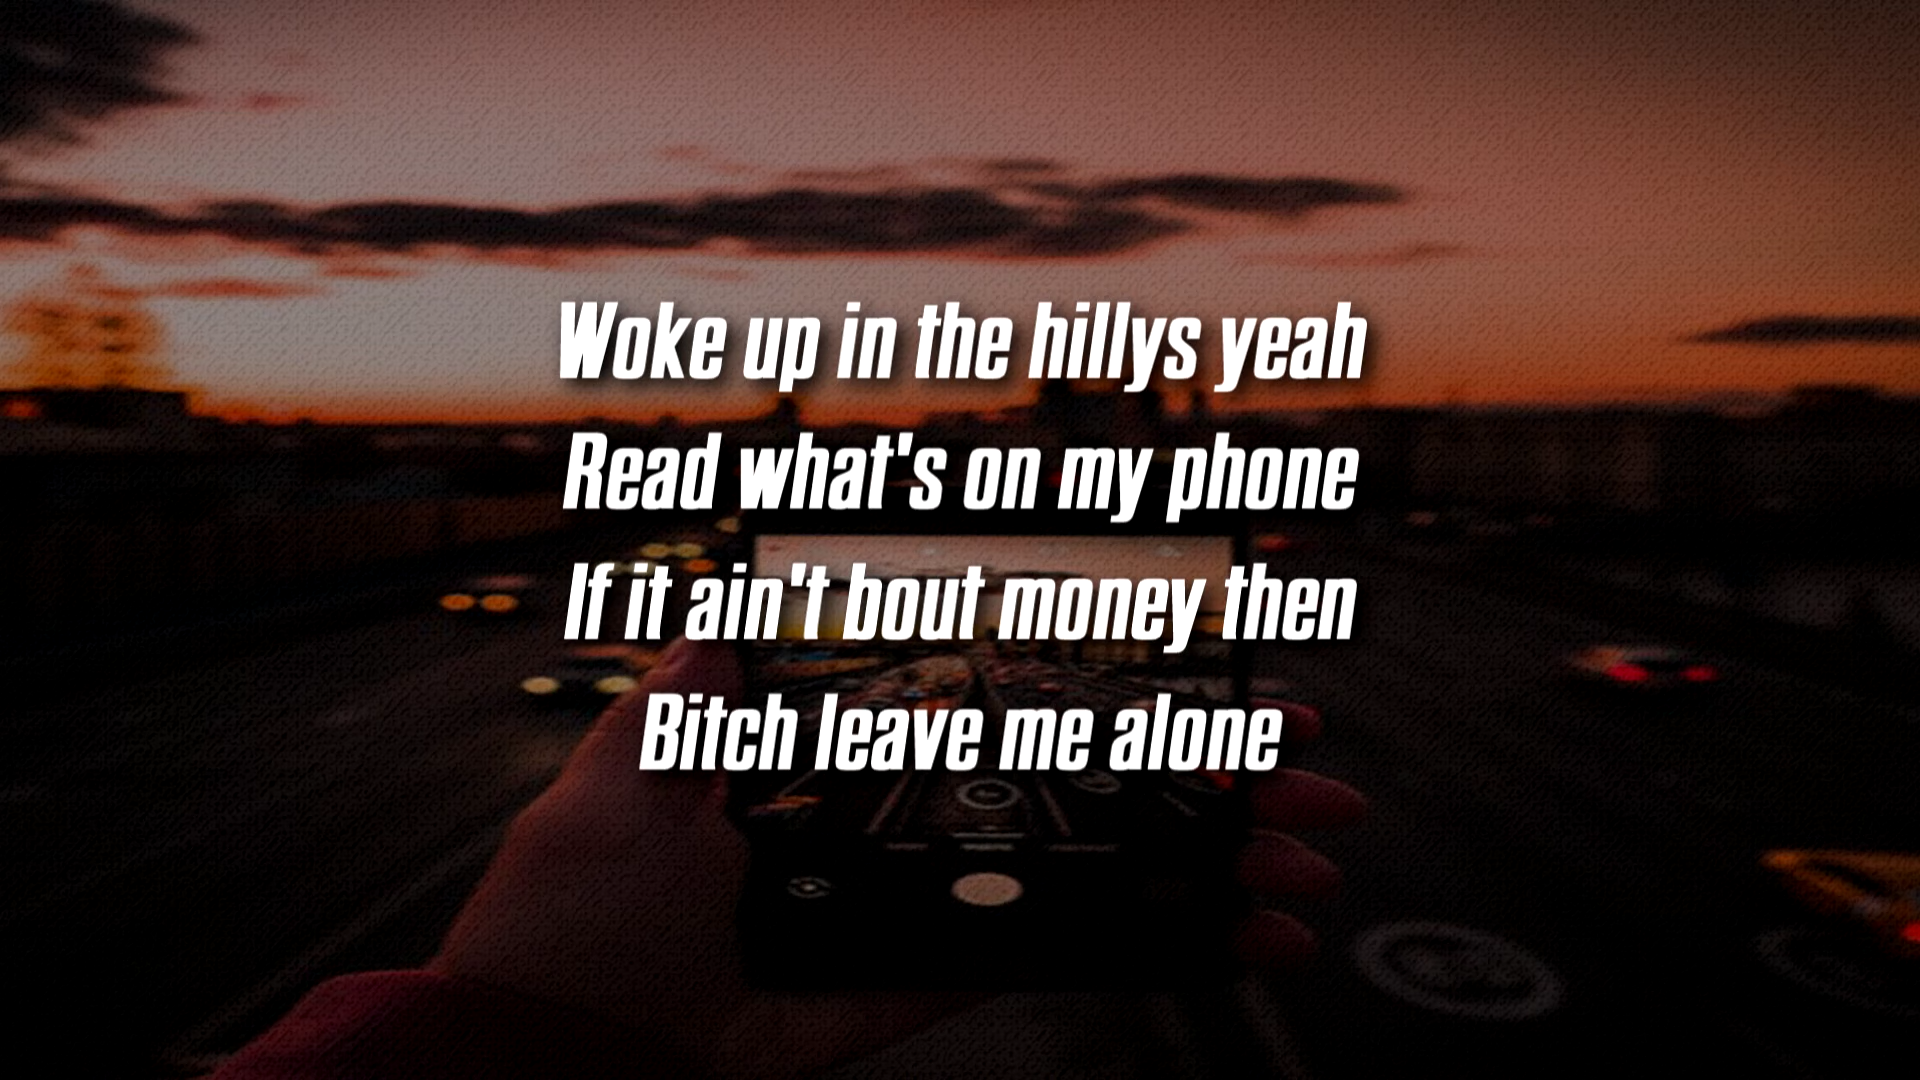 Woke up in the hillys yeah
Read what's on my phone
If it ain't bout money then
Bitch leave me alone